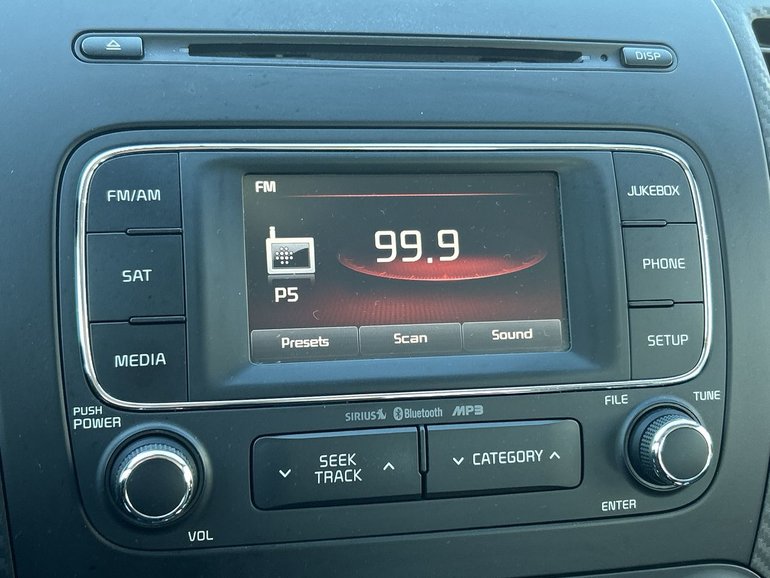 DISP
FM/AM
SAT
MEDIA
FM
99.9
P5
Presets
Scan
Sound
JUKEBOX
PHONE
SETUP
SIRIUS Bluetooth MP3
PUSH
POWER
VOL
SEEK
TRACK
CATEGORY
FILE
TUNE
ENTER